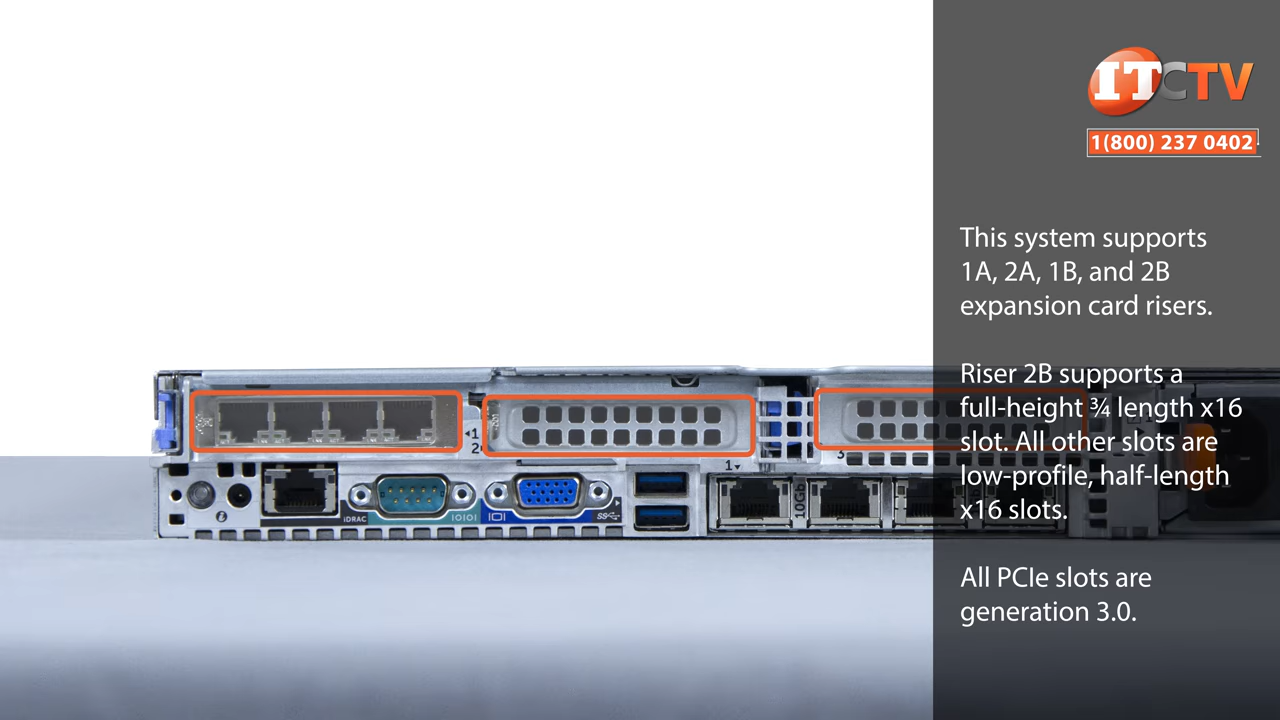 ITCTV
1(800) 237 0402
This system supports
1A, 2A, 1B, and 2B
expansion card risers.
Riser 2B supports a
full-height ¾ length x16
slot. All other slots are
low-profile, half-length
x16 slots.
All PCIe slots are
generation 3.0.
1
2
3
1
iDRAC
10101
10Gb